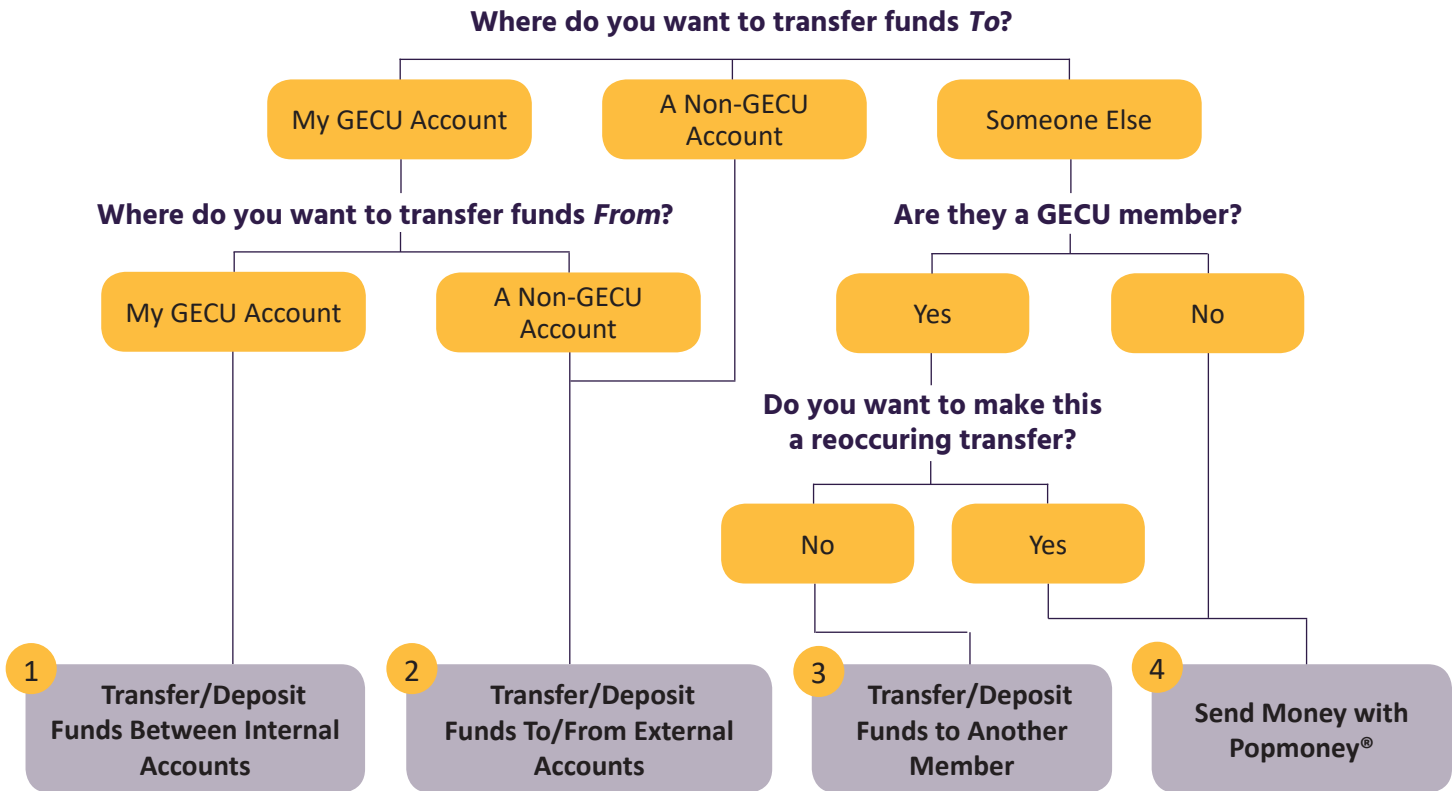 Where do you want to transfer funds To?
My GECU Account
A Non-GECU
Account
Someone Else
Where do you want to transfer funds From?
Are they a GECU member?
My GECU Account
A Non-GECU
Account
Yes
No
Do you want to make this
a reoccuring transfer?
No
Yes
1
Transfer/Deposit
Funds Between Internal
Accounts
2
Transfer/Deposit
Funds To/From External
Accounts
3
Transfer/Deposit
Funds to Another
Member
4
Send Money with
Popmoney®